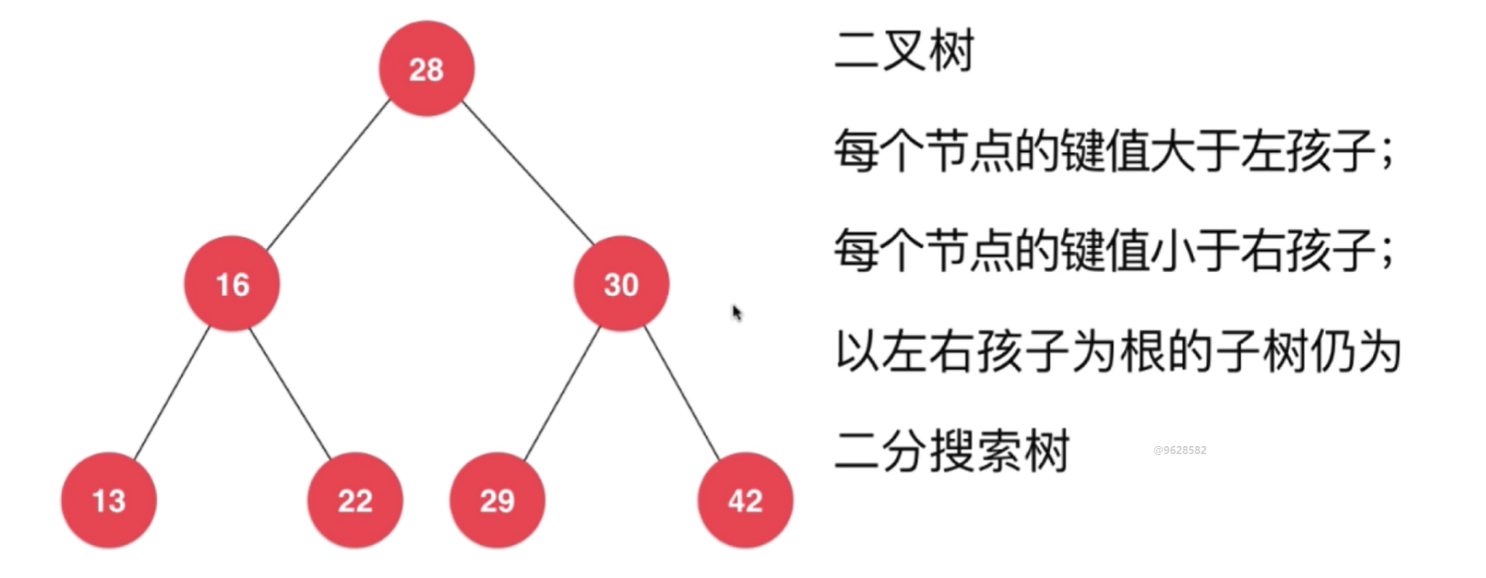 28
二叉树
每个节点的键值大于左孩子；
每个节点的键值小于右孩子；
16 30
以左右孩子为根的子树仍为
二分搜索树
@9628582
13 22 29 42